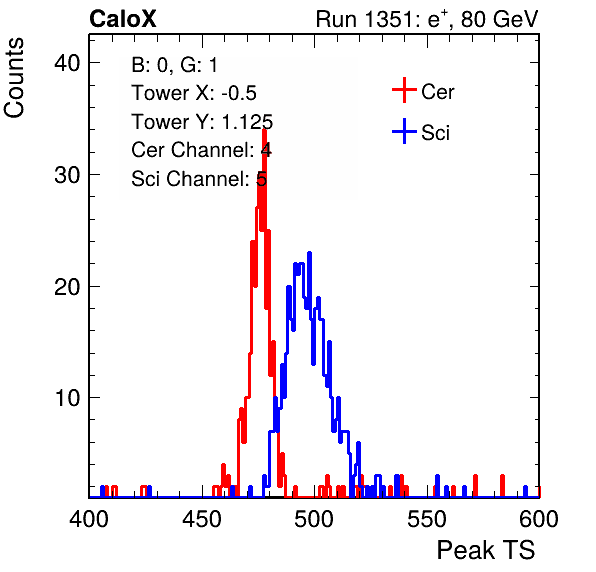 CaloX Run 1351: e+, 80 GeV
Counts
B: 0, G: 1
Tower X: -0.5
Tower Y: 1.125
Cer Channel: 4
Sci Channel: 5
Cer
Sci
40
30
20
10
400 450 500 550 600
Peak TS